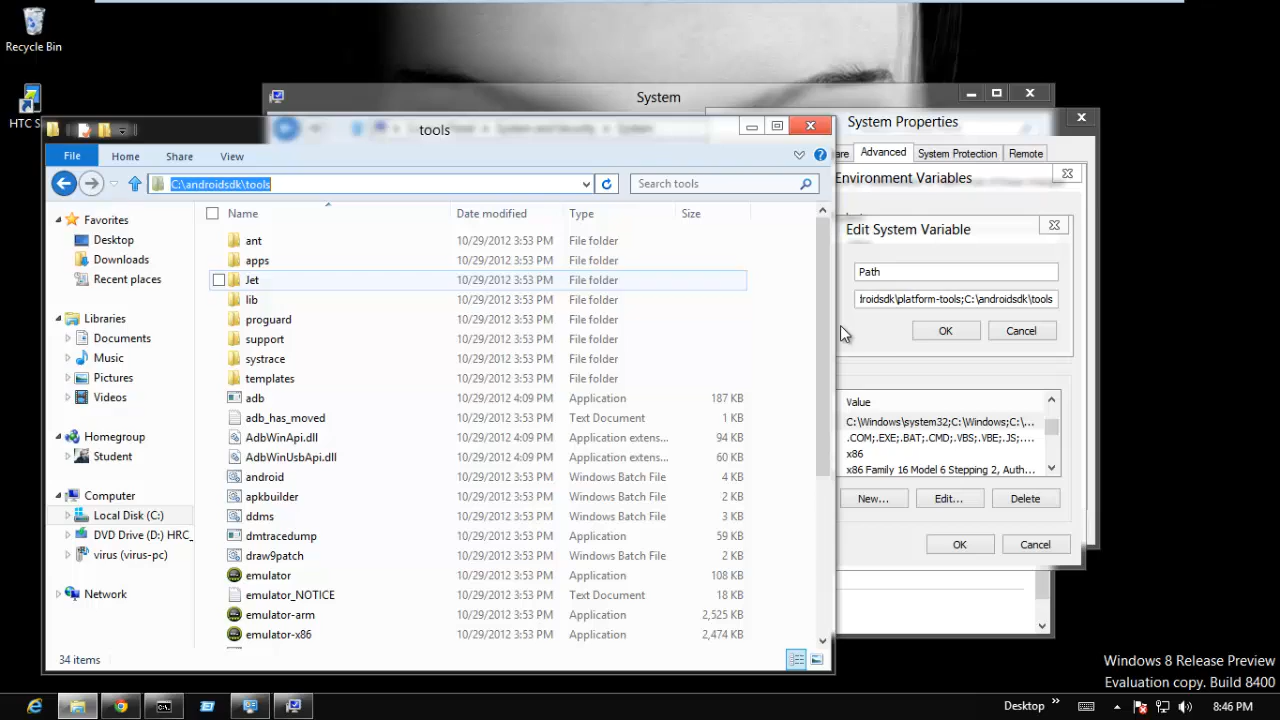 Recycle Bin
HTC S
System
System Properties
Advanced
System Protection
Remote
Environment Variables
Edit System Variable
Path
\platform-tools;C:\androidsdk\tools
OK
Cancel
Value
C:\Windows\system32;C:\Windows;C:\...
.COM;.EXE;.BAT;.CMD;.VBS;.VBE;.JS;....
x86
x86 Family 16 Model 6 Stepping 2, Auth...
New...
Edit...
Delete
OK
Cancel
tools
File
Home
Share
View
C:\androidsdk\tools
Search tools
Name Date modified Type Size
Favorites
Desktop
Downloads
Recent places
Libraries
Documents
Music
Pictures
Videos
Homegroup
Student
Computer
Local Disk (C:)
DVD Drive (D:) HRC_
virus (virus-pc)
Network
ant 10/29/2012 3:53 PM File folder
apps 10/29/2012 3:53 PM File folder
Jet 10/29/2012 3:53 PM File folder
lib 10/29/2012 3:53 PM File folder
proguard 10/29/2012 3:53 PM File folder
support 10/29/2012 3:53 PM File folder
systrace 10/29/2012 3:53 PM File folder
templates 10/29/2012 3:53 PM File folder
adb 10/29/2012 4:09 PM Application 187 KB
adb_has_moved 10/29/2012 3:53 PM Text Document 1 KB
AdbWinApi.dll 10/29/2012 4:09 PM Application extens... 94 KB
AdbWinUsbApi.dll 10/29/2012 4:09 PM Application extens... 60 KB
android 10/29/2012 3:53 PM Windows Batch File 4 KB
apkbuilder 10/29/2012 3:53 PM Windows Batch File 2 KB
ddms 10/29/2012 3:53 PM Windows Batch File 3 KB
dmtracedump 10/29/2012 3:53 PM Application 59 KB
draw9patch 10/29/2012 3:53 PM Windows Batch File 2 KB
emulator 10/29/2012 3:53 PM Application 108 KB
emulator_NOTICE 10/29/2012 3:53 PM Text Document 18 KB
emulator-arm 10/29/2012 3:53 PM Application 2,525 KB
emulator-x86 10/29/2012 3:53 PM Application 2,474 KB
34 items
Windows 8 Release Preview
Evaluation copy. Build 8400
Desktop
8:46 PM